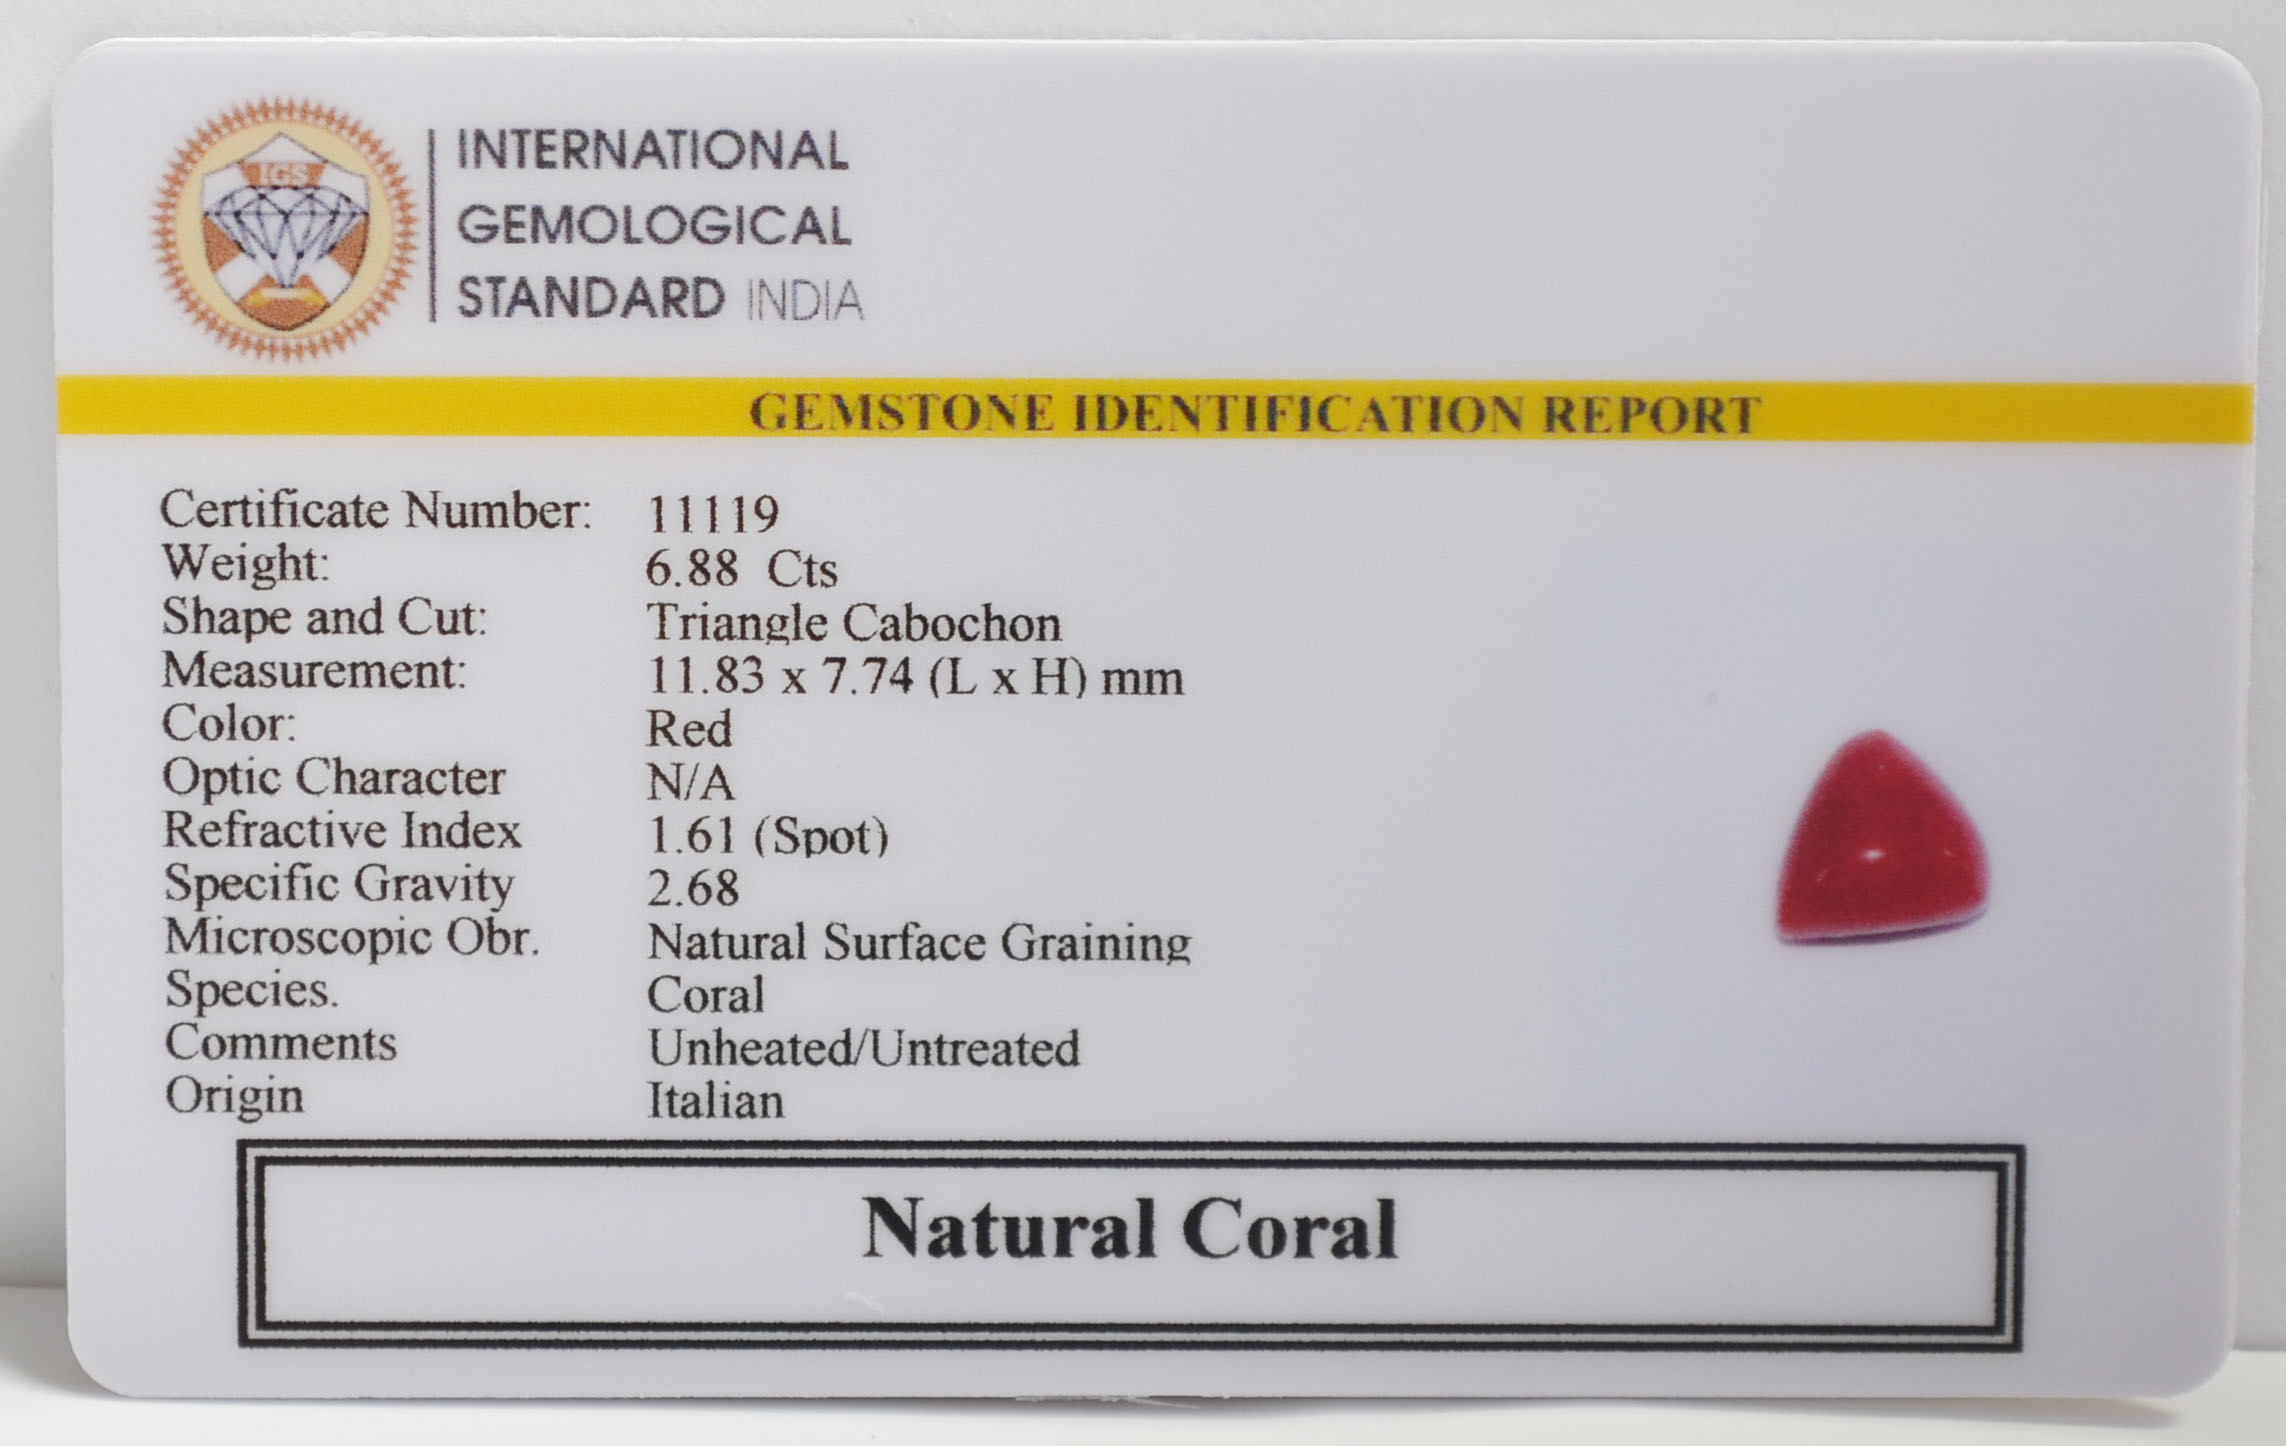 IGS
INTERNATIONAL
GEMOLOGICAL
STANDARD INDIA
GEMSTONE IDENTIFICATION REPORT
Certificate Number: 11119
Weight: 6.88 Cts
Shape and Cut: Triangle Cabochon
Measurement: 11.83 x 7.74 (L x H) mm
Color: Red
Optic Character N/A
Refractive Index 1.61 (Spot)
Specific Gravity 2.68
Microscopic Obr. Natural Surface Graining
Species. Coral
Comments Unheated/Untreated
Origin Italian
Natural Coral